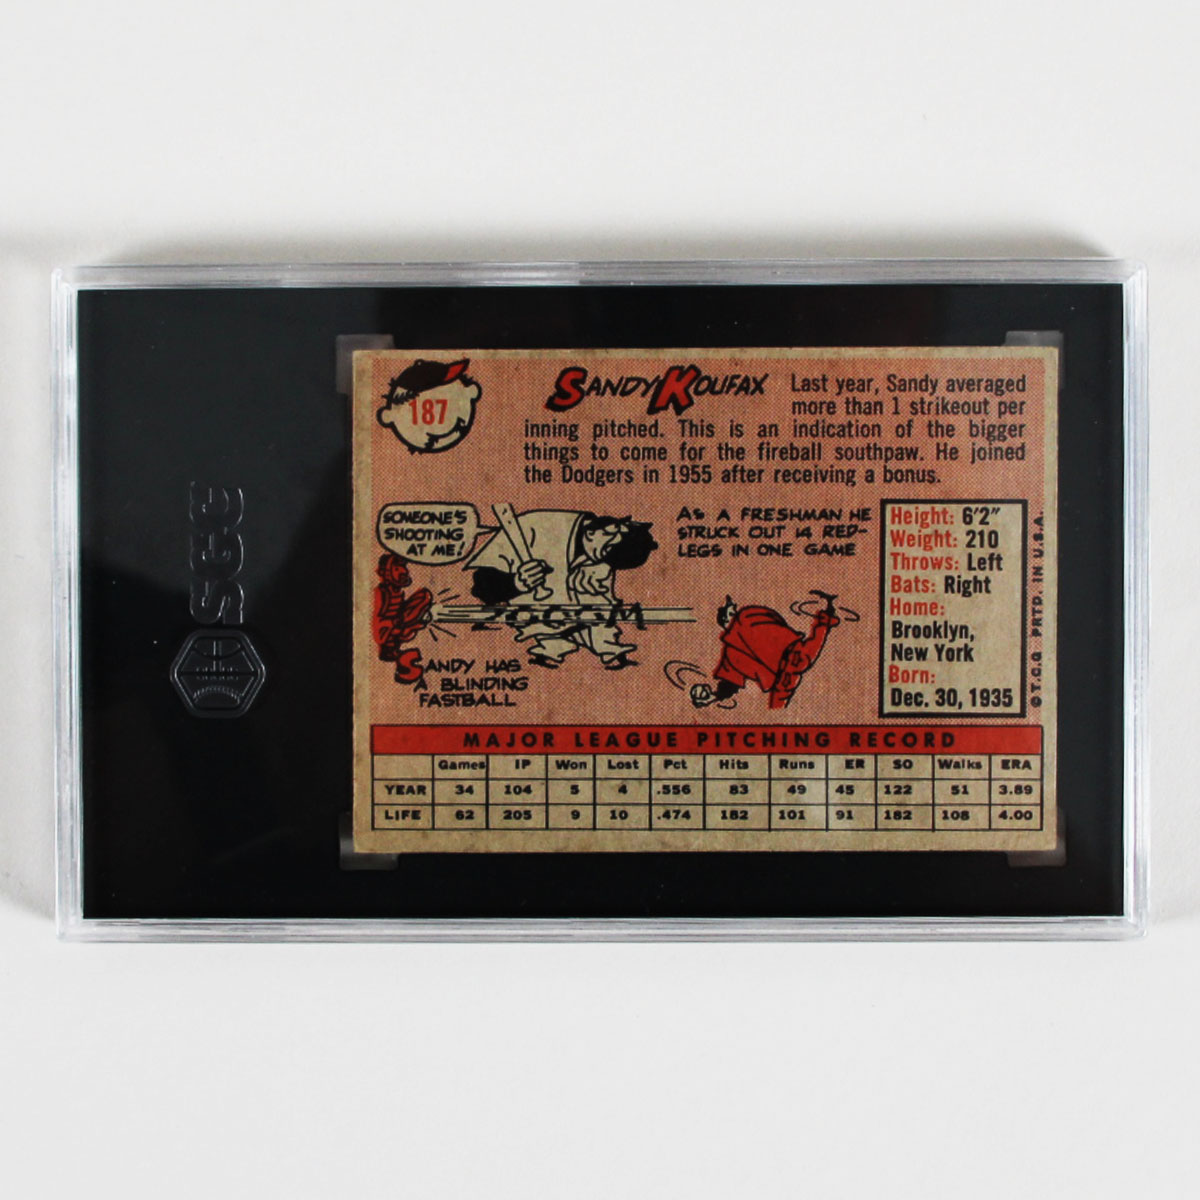 SGC
187
SANDY KOUFAX
Last year, Sandy averaged
more than 1 strikeout per
inning pitched. This is an indication of the bigger
things to come for the fireball southpaw. He joined
the Dodgers in 1955 after receiving a bonus.
SOMEONE'S
SHOOTING
AT ME!
ZOOOM
SANDY HAS
A BLINDING
FASTBALL
AS A FRESHMAN HE
STRUCK OUT 14 RED-
LEGS IN ONE GAME
Height: 6'2"
Weight: 210
Throws: Left
Bats: Right
Home:
Brooklyn,
New York
Born:
Dec. 30, 1935
© T.C.G. PRTD. IN U.S.A.
MAJOR LEAGUE PITCHING RECORD
Games IP Won Lost Pct Hits Runs ER SO Walks ERA
YEAR 34 104 5 4 .556 83 49 45 122 51 3.89
LIFE 62 205 9 10 .474 182 101 91 182 108 4.00